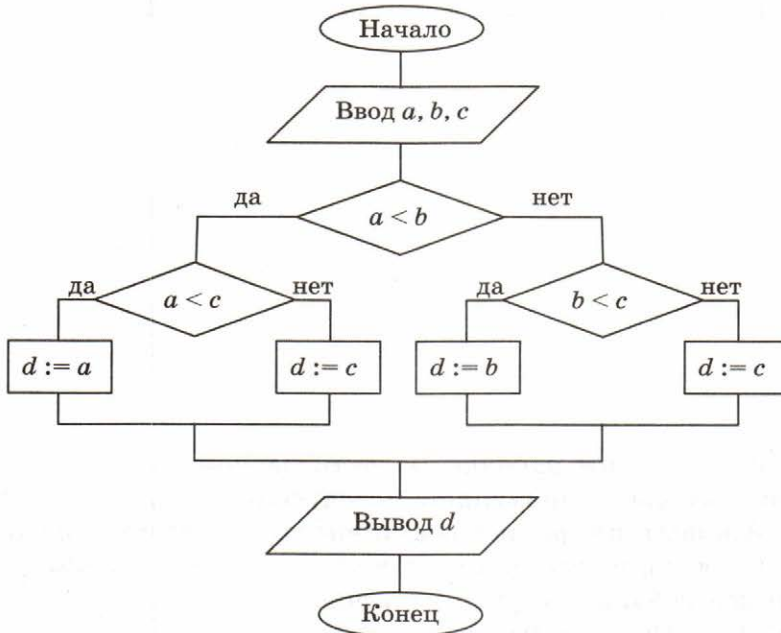 Начало
Ввод a, b, c
да
a < b
нет
да
a < c
нет
да
b < c
нет
d := a
d := c
d := b
d := c
Вывод d
Конец